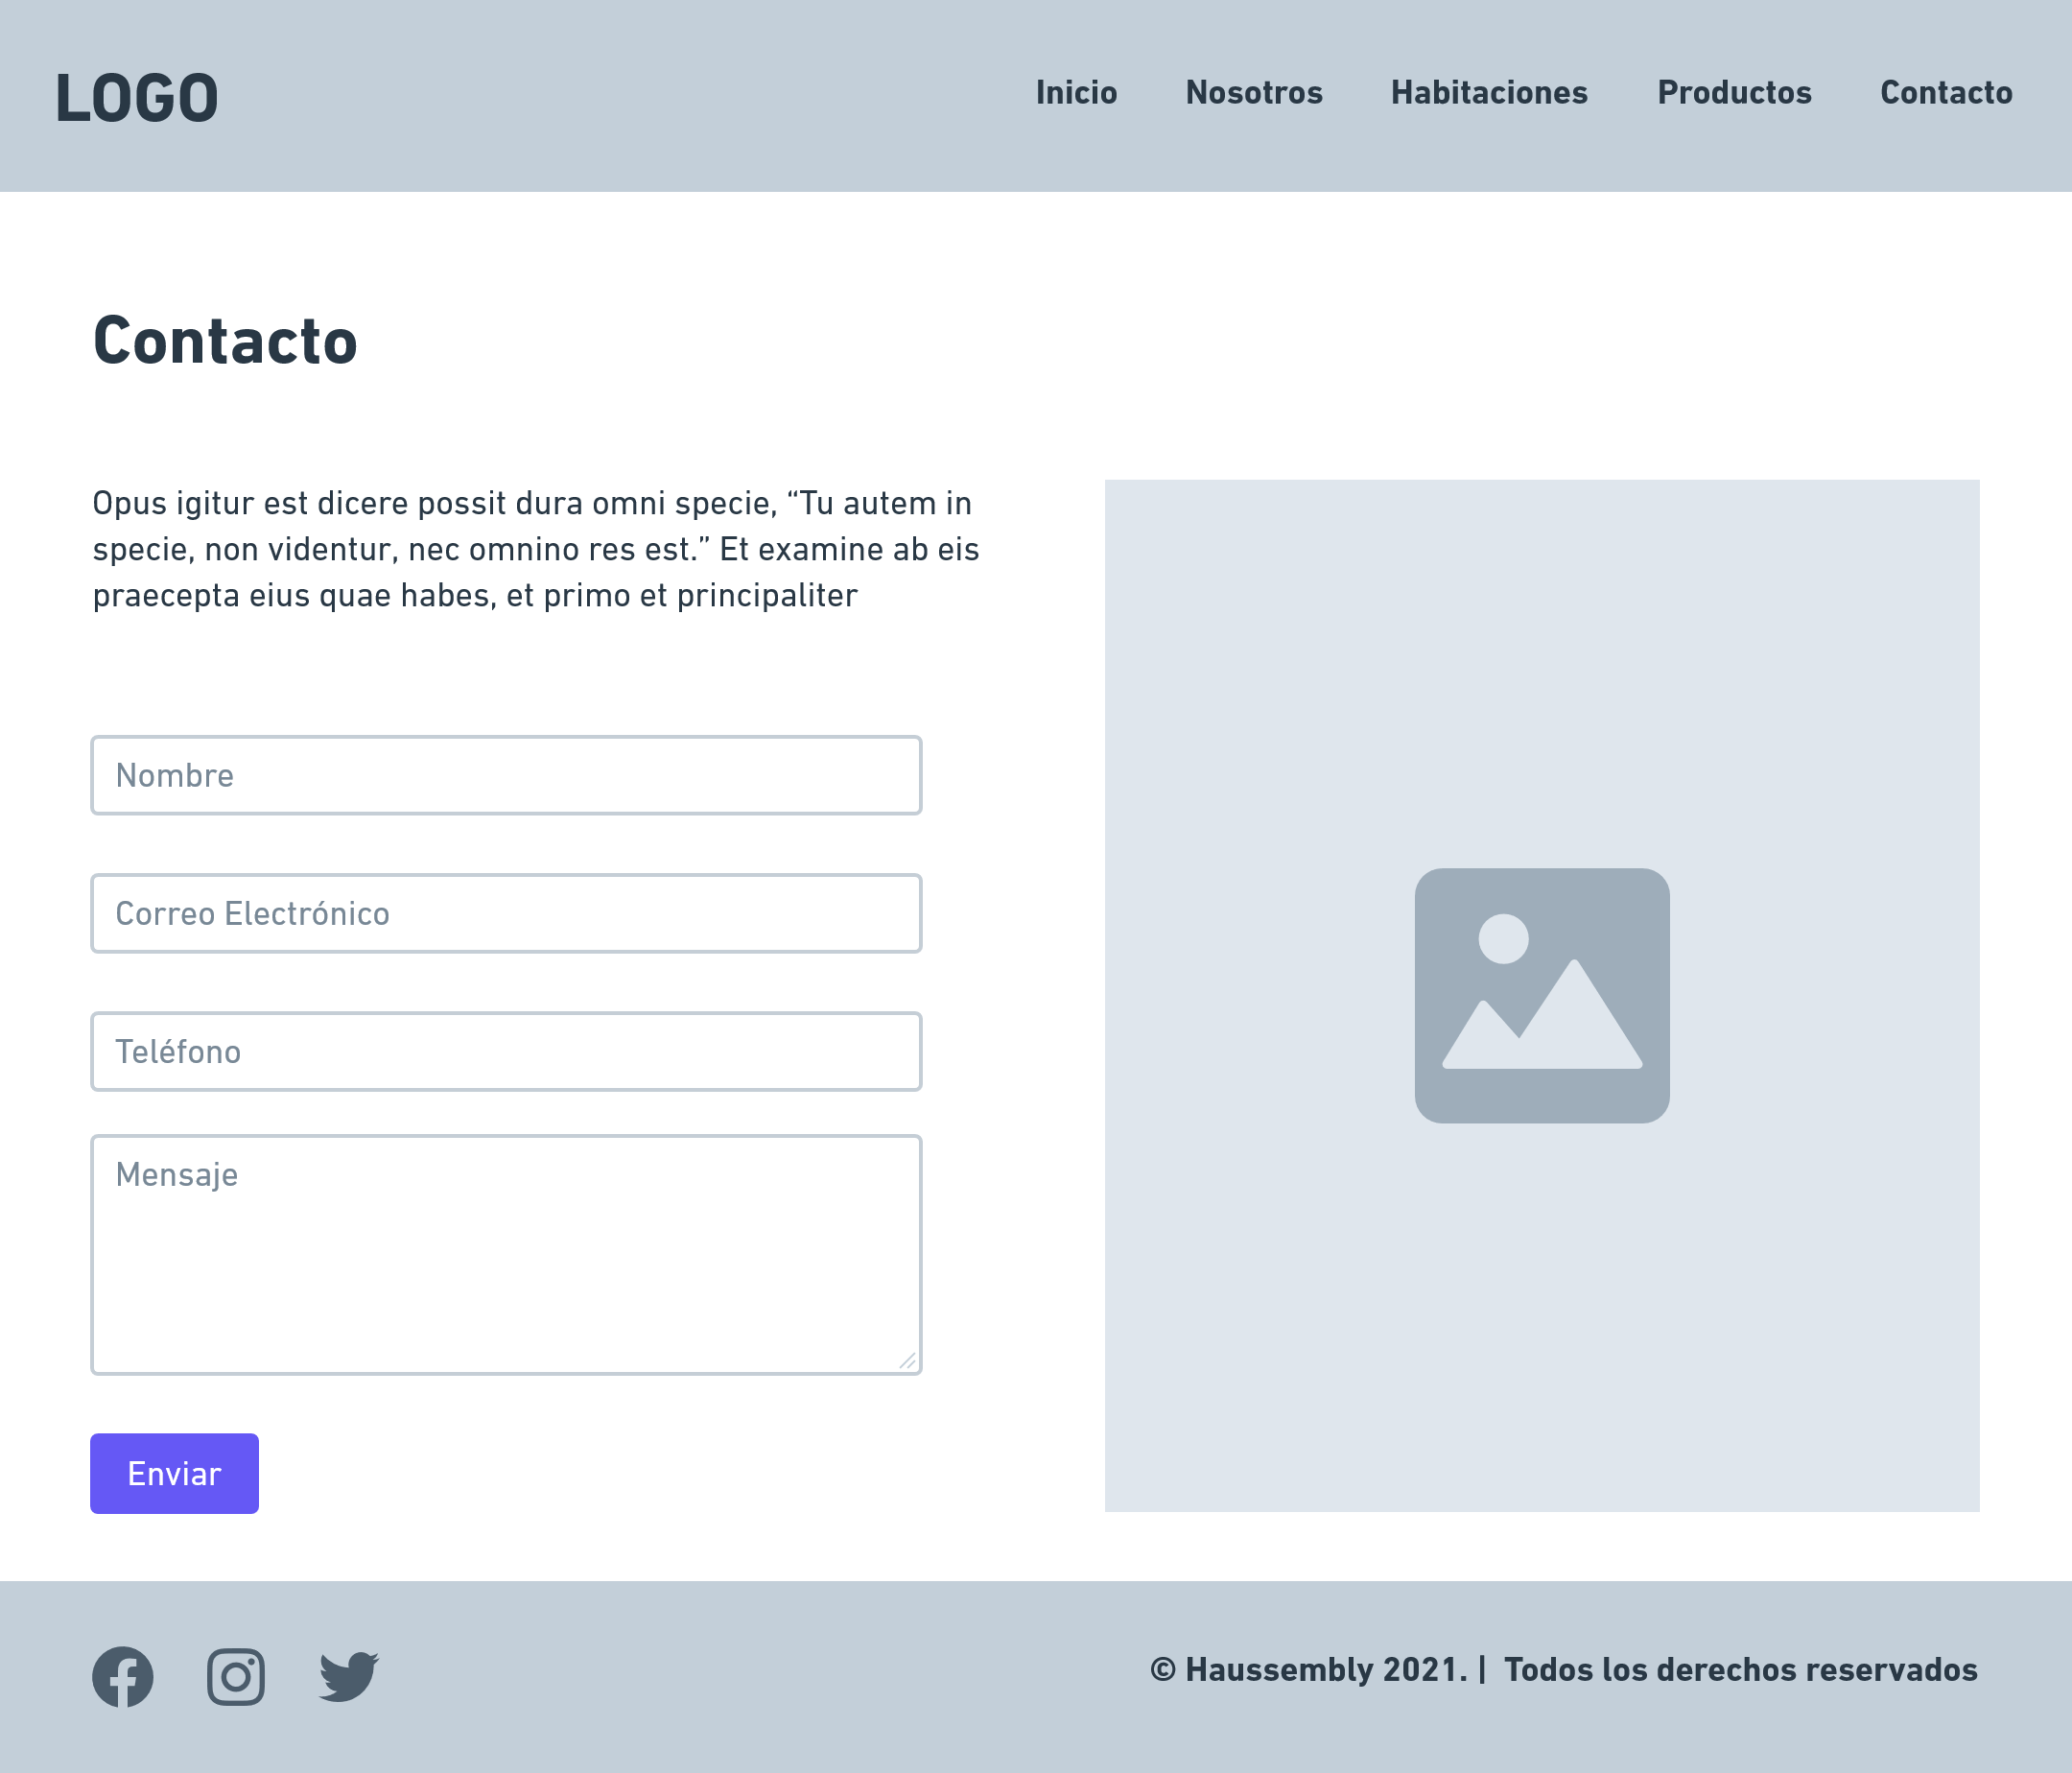 LOGO
Inicio Nosotros Habitaciones Productos Contacto
Contacto
Opus igitur est dicere possit dura omni specie, “Tu autem in
specie, non videntur, nec omnino res est.” Et examine ab eis
praecepta eius quae habes, et primo et principaliter
Nombre
Correo Electrónico
Teléfono
Mensaje
Enviar
© Haussembly 2021. | Todos los derechos reservados